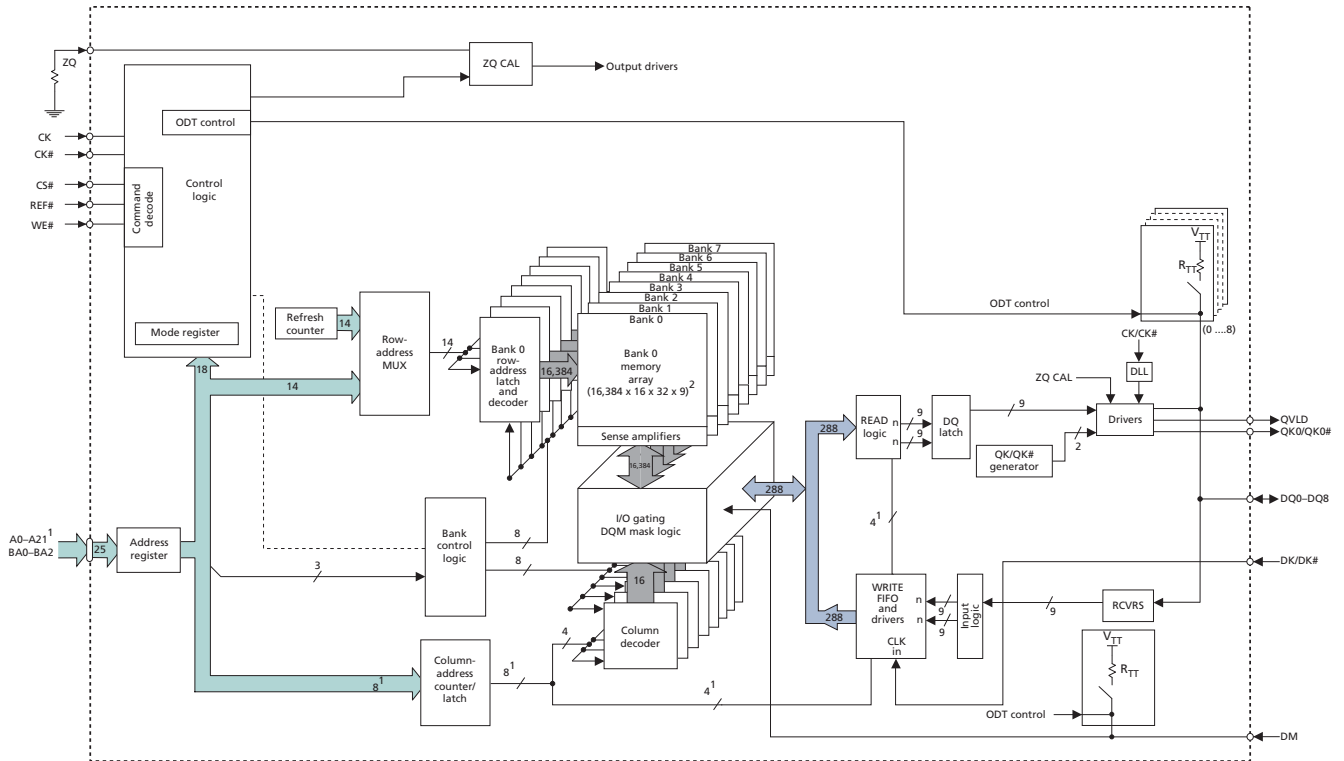 ZQ
ZQ CAL
Output drivers
ODT control
CK
CK#
CS#
REF#
WE#
Command decode
Control
logic
Mode register
Refresh
counter
14
Row-
address
MUX
14
Bank 0
row-
address
latch
and
decoder
16,384
Bank 7
Bank 6
Bank 5
Bank 4
Bank 3
Bank 2
Bank 1
Bank 0
Bank 0
memory
array
(16,384 x 16 x 32 x 9)2
Sense amplifiers
16,384
I/O gating
DQM mask logic
16
Column
decoder
18
14
A0–A211
BA0–BA2
25
Address
register
3
Bank
control
logic
8
8
81
Column-
address
counter/
latch
81
4
41
288
288
288
READ
logic
n
n
9
9
DQ
latch
9
QK/QK#
generator
2
ZQ CAL
CK/CK#
DLL
Drivers
ODT control
VTT
RTT
(0 ....8)
QVLD
QK0/QK0#
DQ0–DQ8
DK/DK#
41
WRITE
FIFO
and
drivers
CLK
in
n
n
9
9
Input
logic
9
RCVRS
VTT
RTT
ODT control
DM